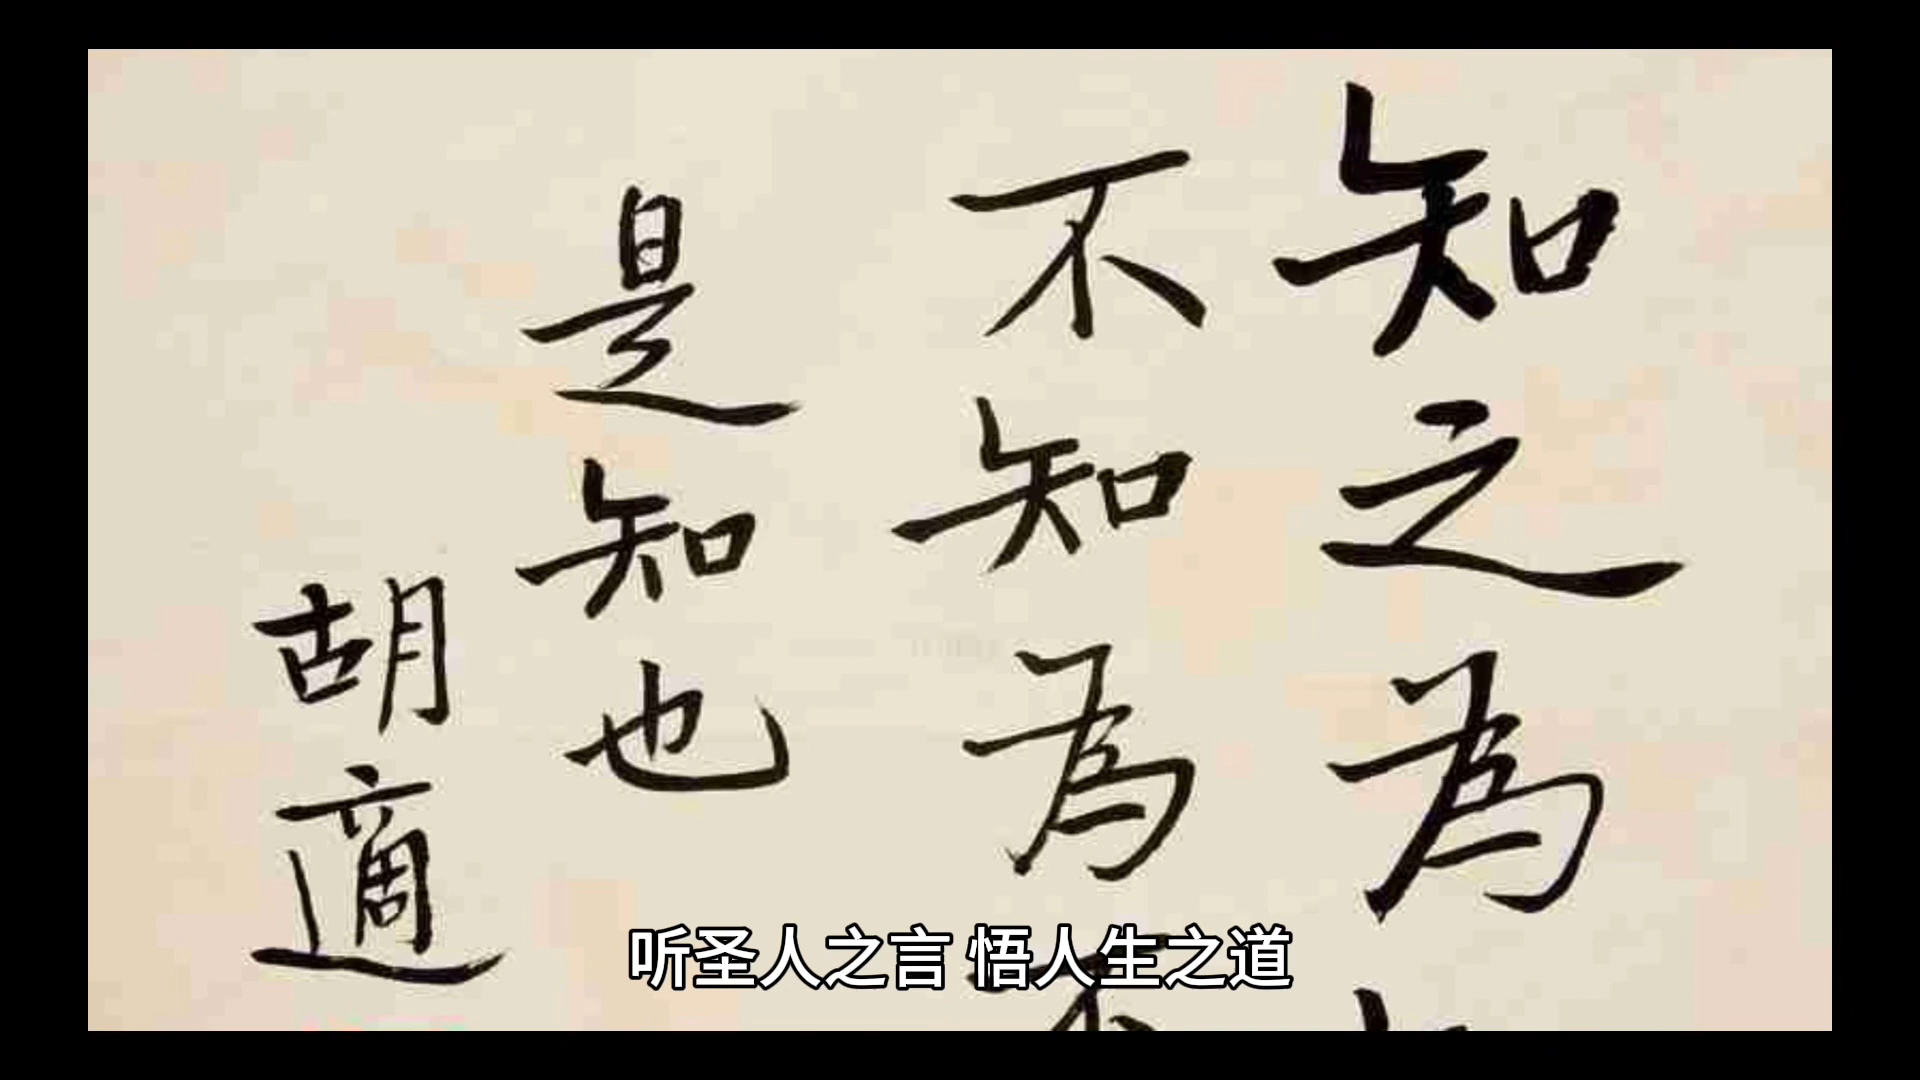 知之為
不知為
是知也
胡適
听圣人之言 悟人生之道